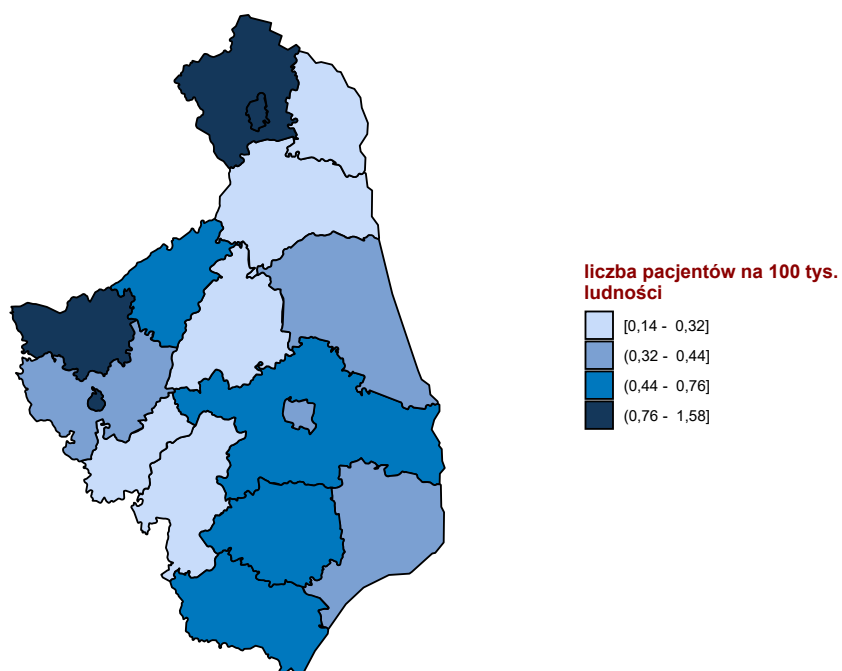 liczba pacjentów na 100 tys.
ludności
[0,14 - 0,32]
(0,32 - 0,44]
(0,44 - 0,76]
(0,76 - 1,58]